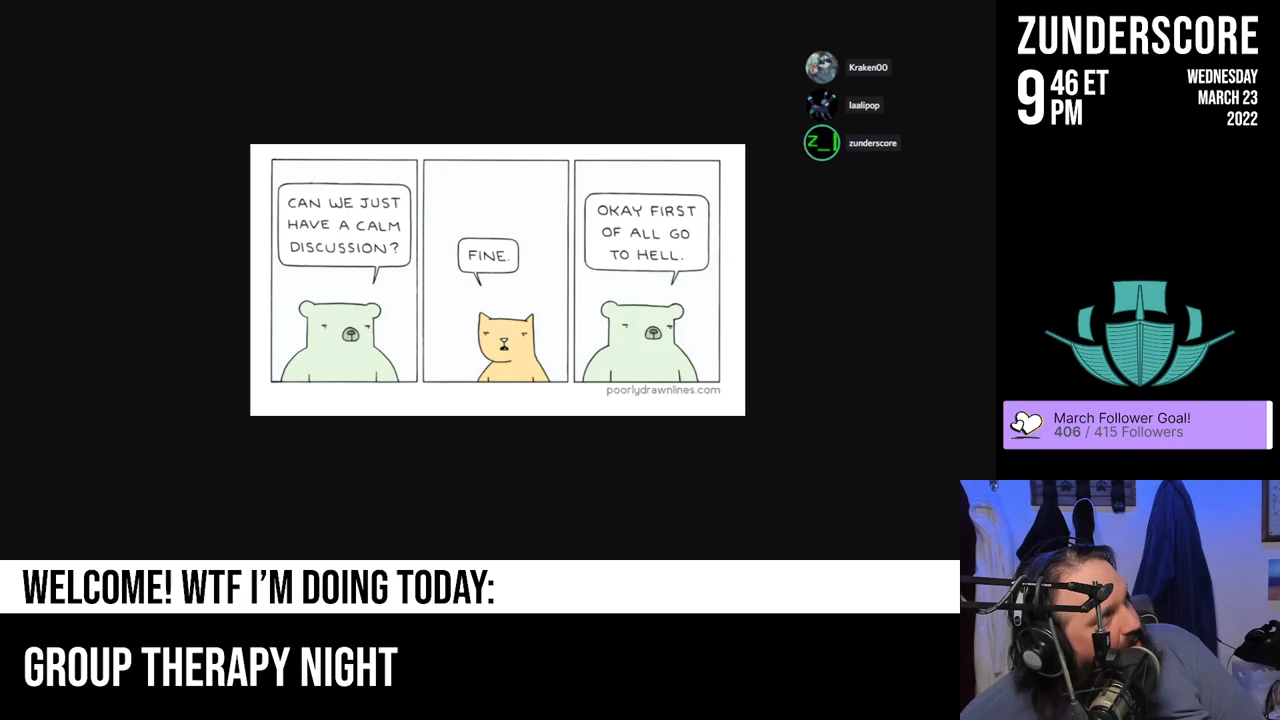 Kraken00
laalipop
z_
zunderscore
CAN WE JUST
HAVE A CALM
DISCUSSION?
FINE.
OKAY FIRST
OF ALL GO
TO HELL.
poorlydrawnlines.com
ZUNDERSCORE
9 46 ET
PM
WEDNESDAY
MARCH 23
2022
March Follower Goal!
406 / 415 Followers
WELCOME! WTF I’M DOING TODAY:
GROUP THERAPY NIGHT